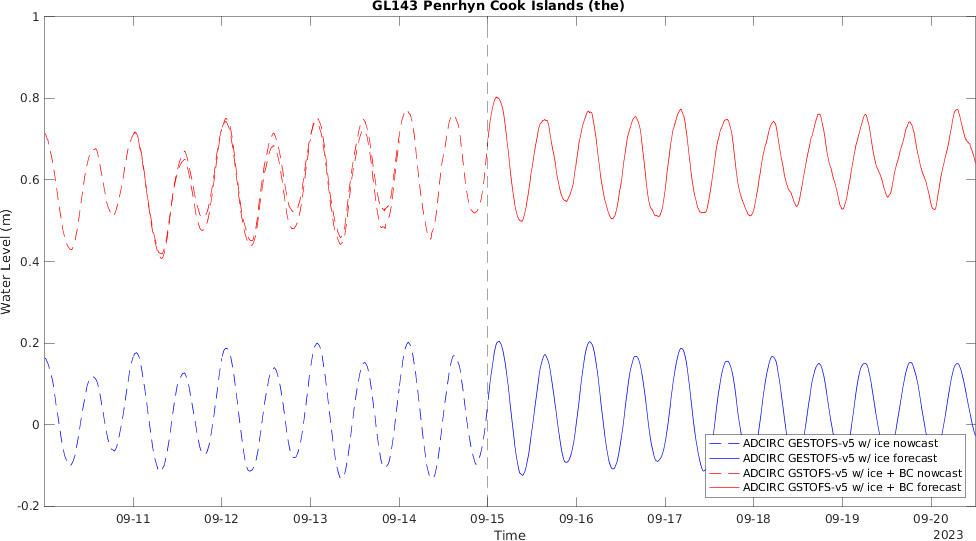 GL143 Penrhyn Cook Islands (the)
1
0.8
0.6
0.4
0.2
0
-0.2
Water Level (m)
09-11 09-12 09-13 09-14 09-15 09-16 09-17 09-18 09-19 09-20
Time
2023
ADCIRC GESTOFS-v5 w/ ice nowcast
ADCIRC GESTOFS-v5 w/ ice forecast
ADCIRC GSTOFS-v5 w/ ice + BC nowcast
ADCIRC GSTOFS-v5 w/ ice + BC forecast